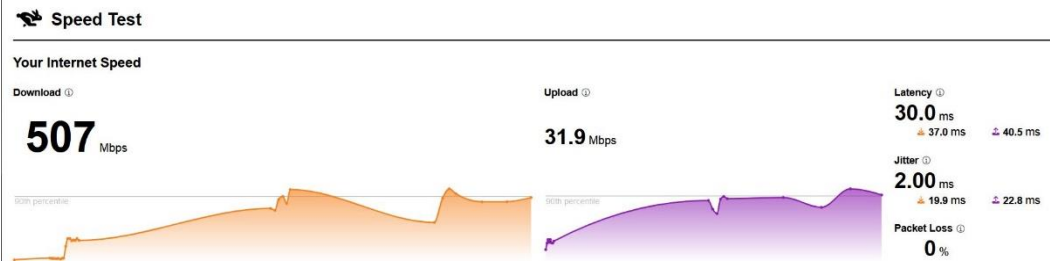 Speed Test
Your Internet Speed
Download ⓘ
507 Mbps
90th percentile
Upload ⓘ
31.9 Mbps
90th percentile
Latency ⓘ
30.0 ms
37.0 ms 40.5 ms
Jitter ⓘ
2.00 ms
19.9 ms 22.8 ms
Packet Loss ⓘ
0 %